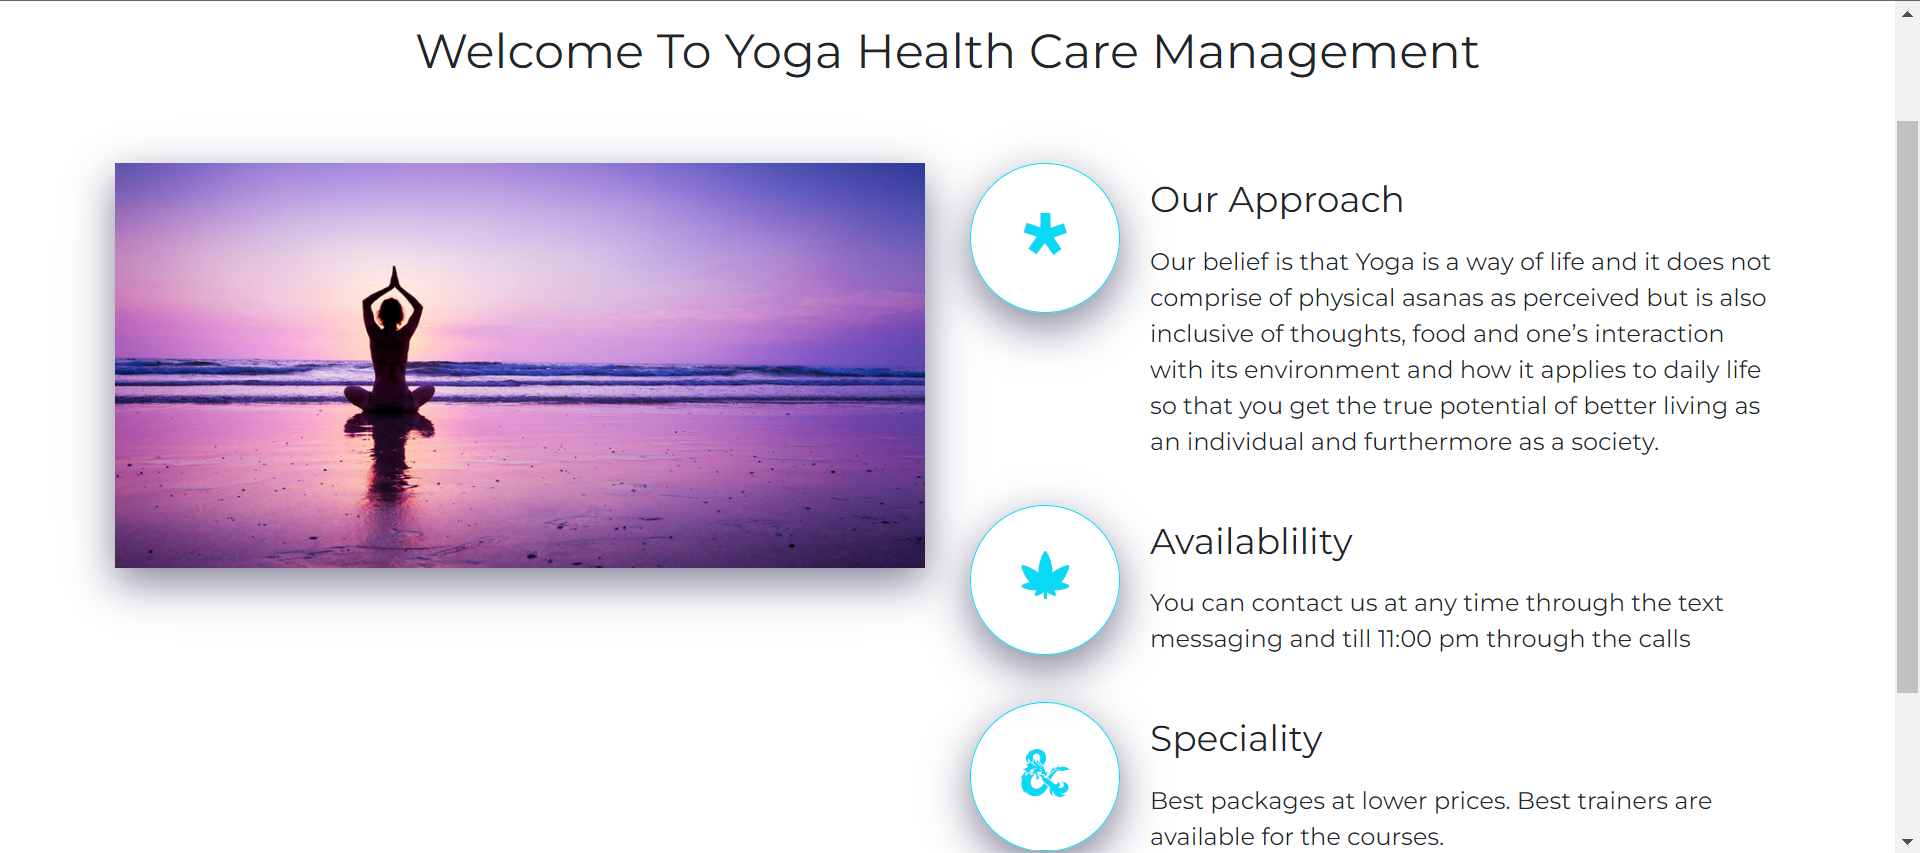 Welcome To Yoga Health Care Management
Our Approach
Our belief is that Yoga is a way of life and it does not
comprise of physical asanas as perceived but is also
inclusive of thoughts, food and one’s interaction
with its environment and how it applies to daily life
so that you get the true potential of better living as
an individual and furthermore as a society.
Availablility
You can contact us at any time through the text
messaging and till 11:00 pm through the calls
Speciality
Best packages at lower prices. Best trainers are
available for the courses.